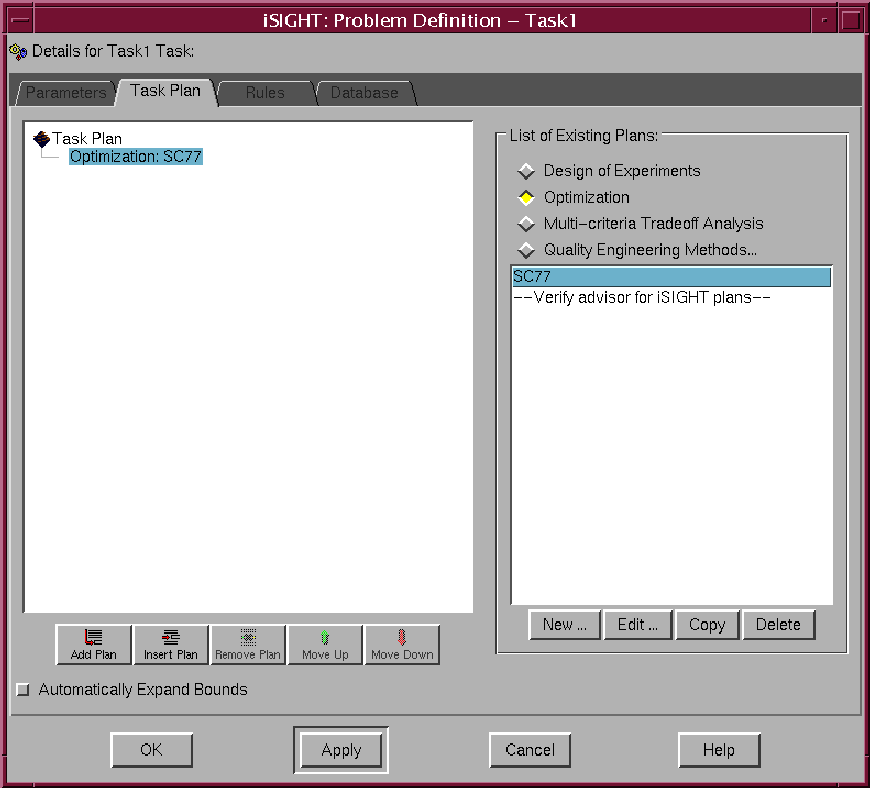 iSIGHT: Problem Definition – Task1
Details for Task1 Task:
Parameters
Task Plan
Rules
Database
Task Plan
Optimization: SC77
List of Existing Plans:
Design of Experiments
Optimization
Multi–criteria Tradeoff Analysis
Quality Engineering Methods...
SC77
––Verify advisor for iSIGHT plans––
New ...
Edit ...
Copy
Delete
Add Plan
Insert Plan
Remove Plan
Move Up
Move Down
Automatically Expand Bounds
OK
Apply
Cancel
Help